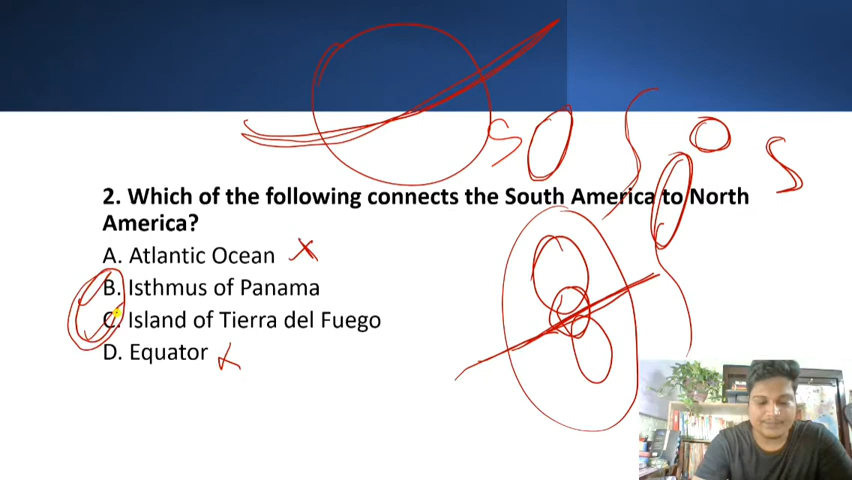 50° S
2. Which of the following connects the South America to North
America?
A. Atlantic Ocean
B. Isthmus of Panama
C. Island of Tierra del Fuego
D. Equator